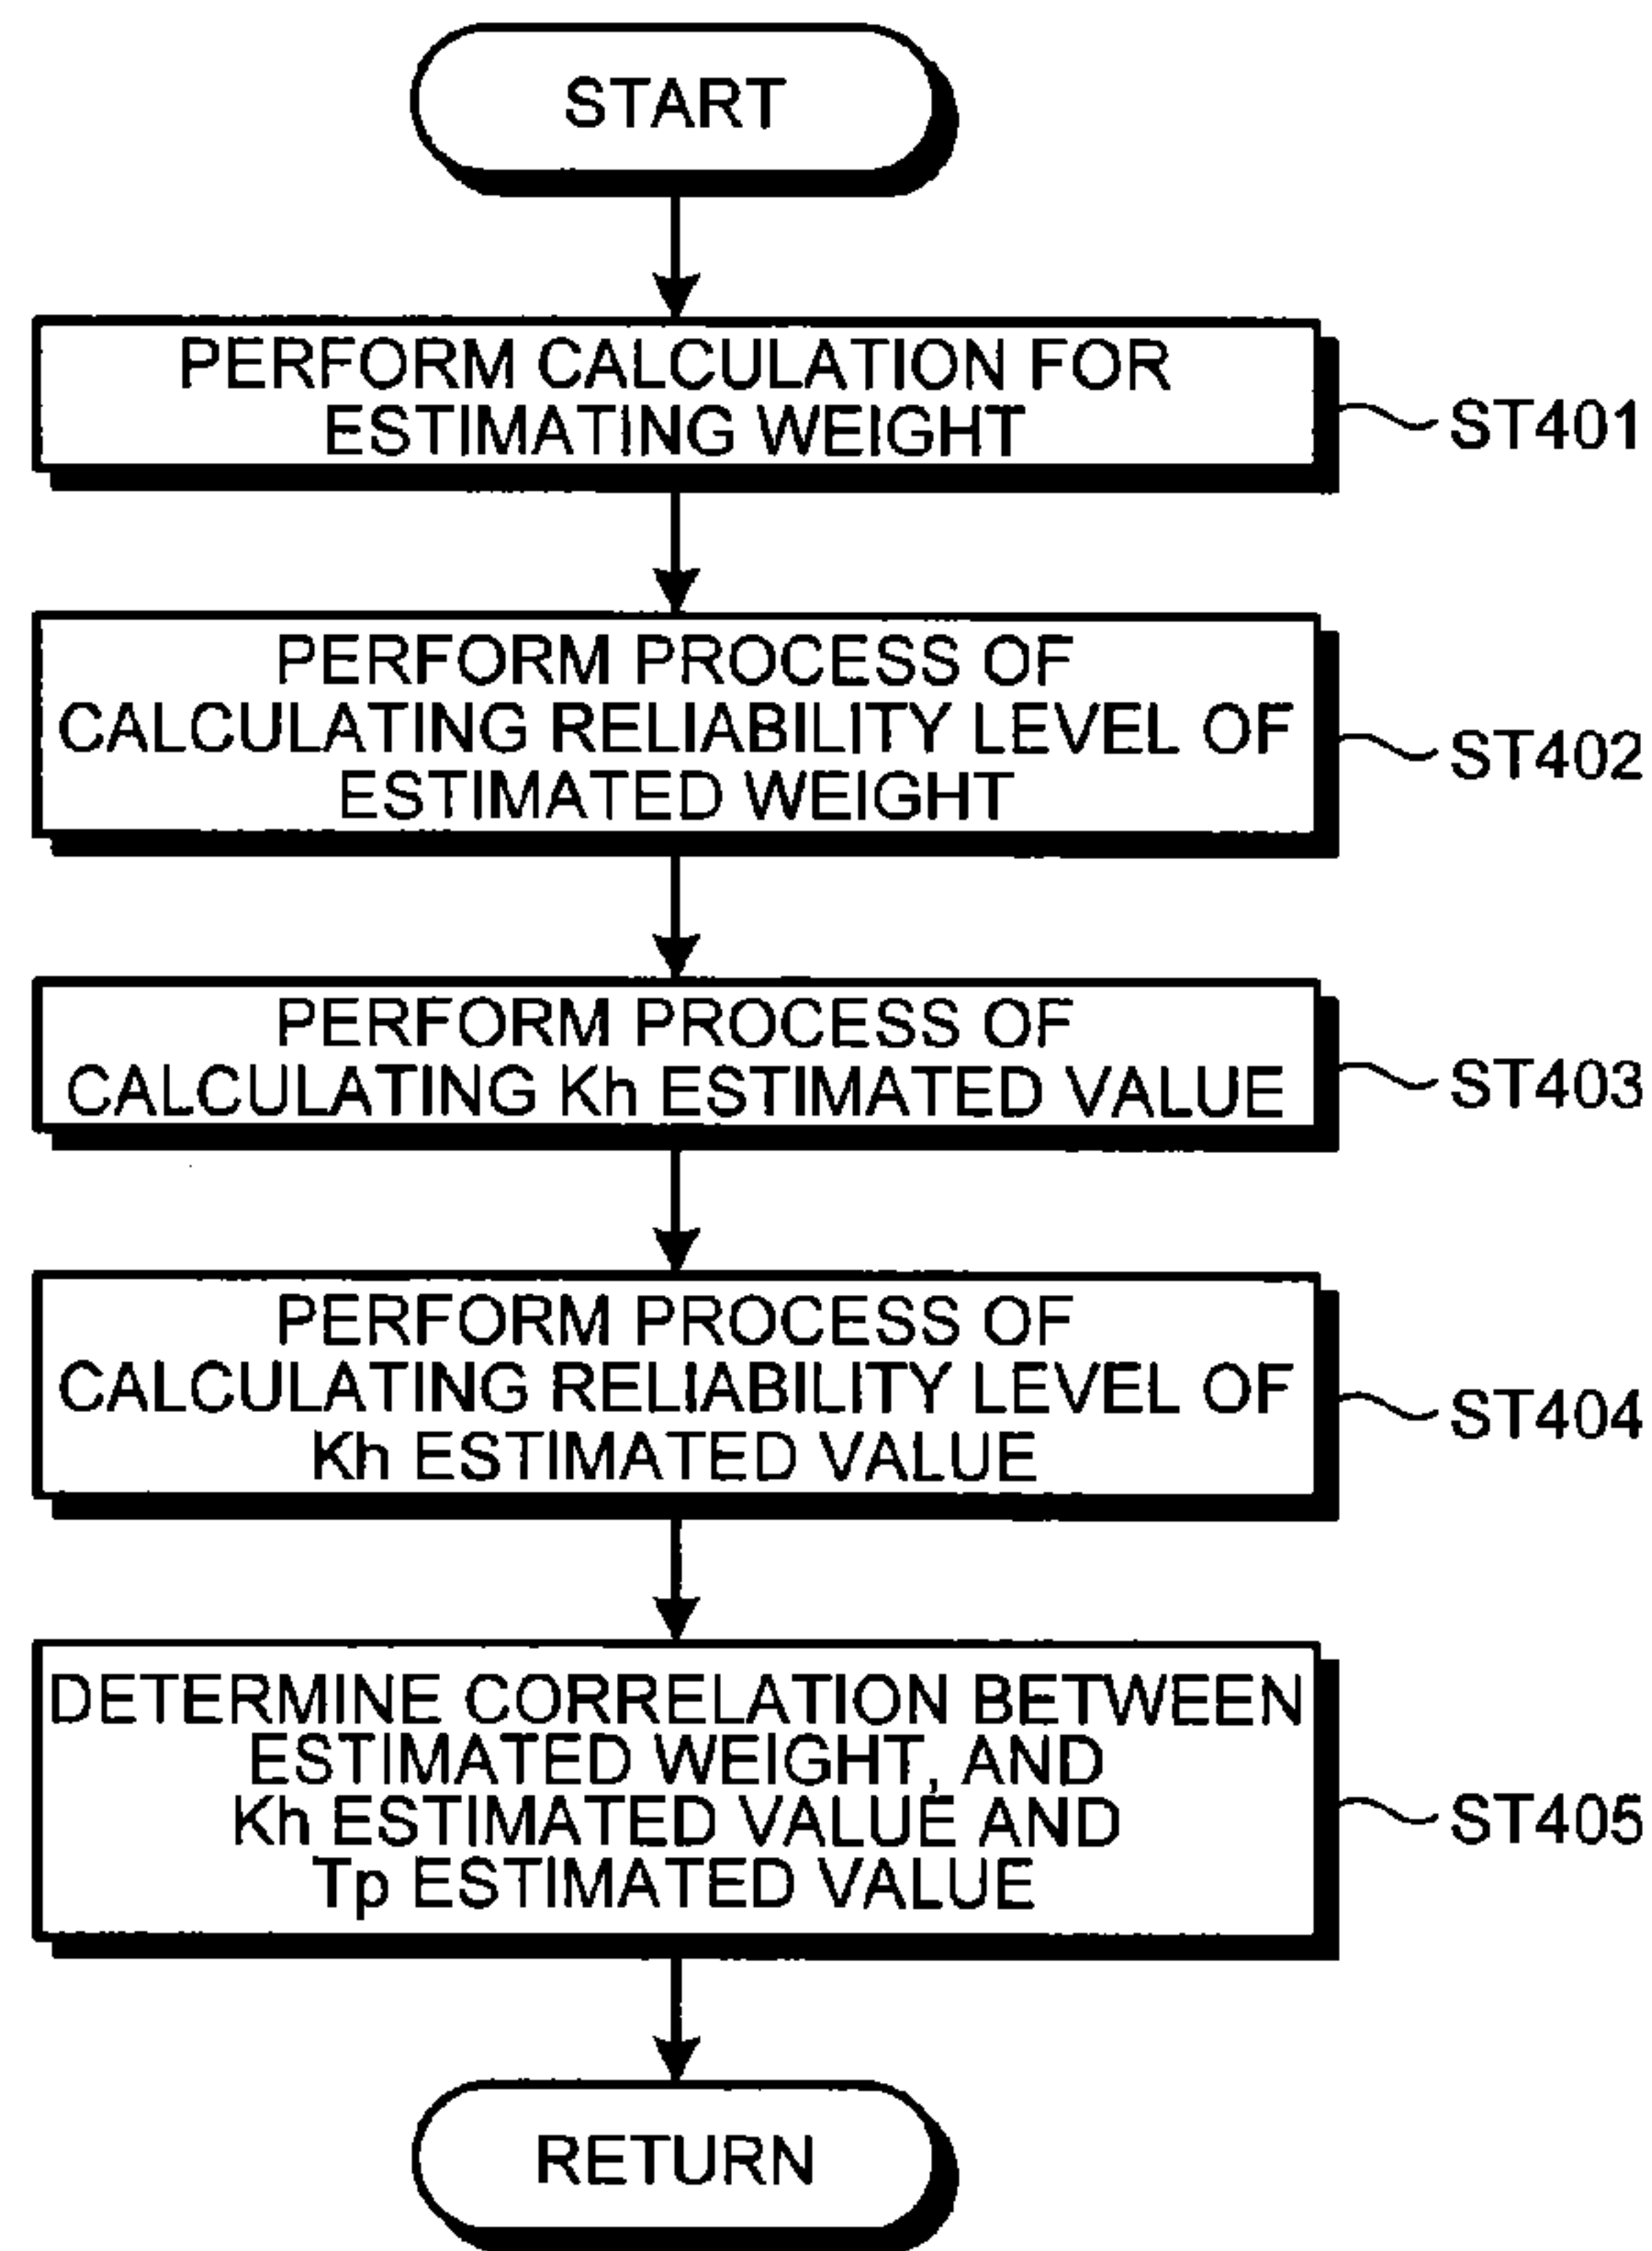 START
PERFORM CALCULATION FOR
ESTIMATING WEIGHT
ST401
PERFORM PROCESS OF
CALCULATING RELIABILITY LEVEL OF
ESTIMATED WEIGHT
ST402
PERFORM PROCESS OF
CALCULATING Kh ESTIMATED VALUE
ST403
PERFORM PROCESS OF
CALCULATING RELIABILITY LEVEL OF
Kh ESTIMATED VALUE
ST404
DETERMINE CORRELATION BETWEEN
ESTIMATED WEIGHT, AND
Kh ESTIMATED VALUE AND
Tp ESTIMATED VALUE
ST405
RETURN